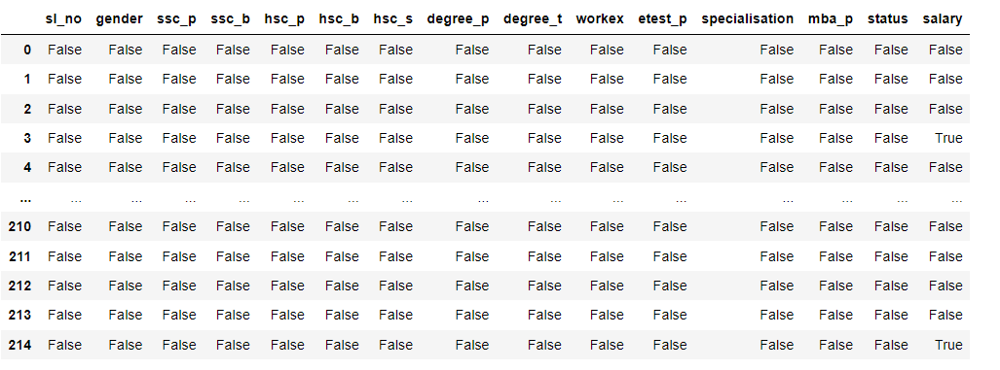 sl_no gender ssc_p ssc_b hsc_p hsc_b hsc_s degree_p degree_t workex etest_p specialisation mba_p status salary
0 False False False False False False False False False False False False False False False
1 False False False False False False False False False False False False False False False
2 False False False False False False False False False False False False False False False
3 False False False False False False False False False False False False False False True
4 False False False False False False False False False False False False False False False
... ... ... ... ... ... ... ... ... ... ... ... ... ... ... ...
210 False False False False False False False False False False False False False False False
211 False False False False False False False False False False False False False False False
212 False False False False False False False False False False False False False False False
213 False False False False False False False False False False False False False False False
214 False False False False False False False False False False False False False False True